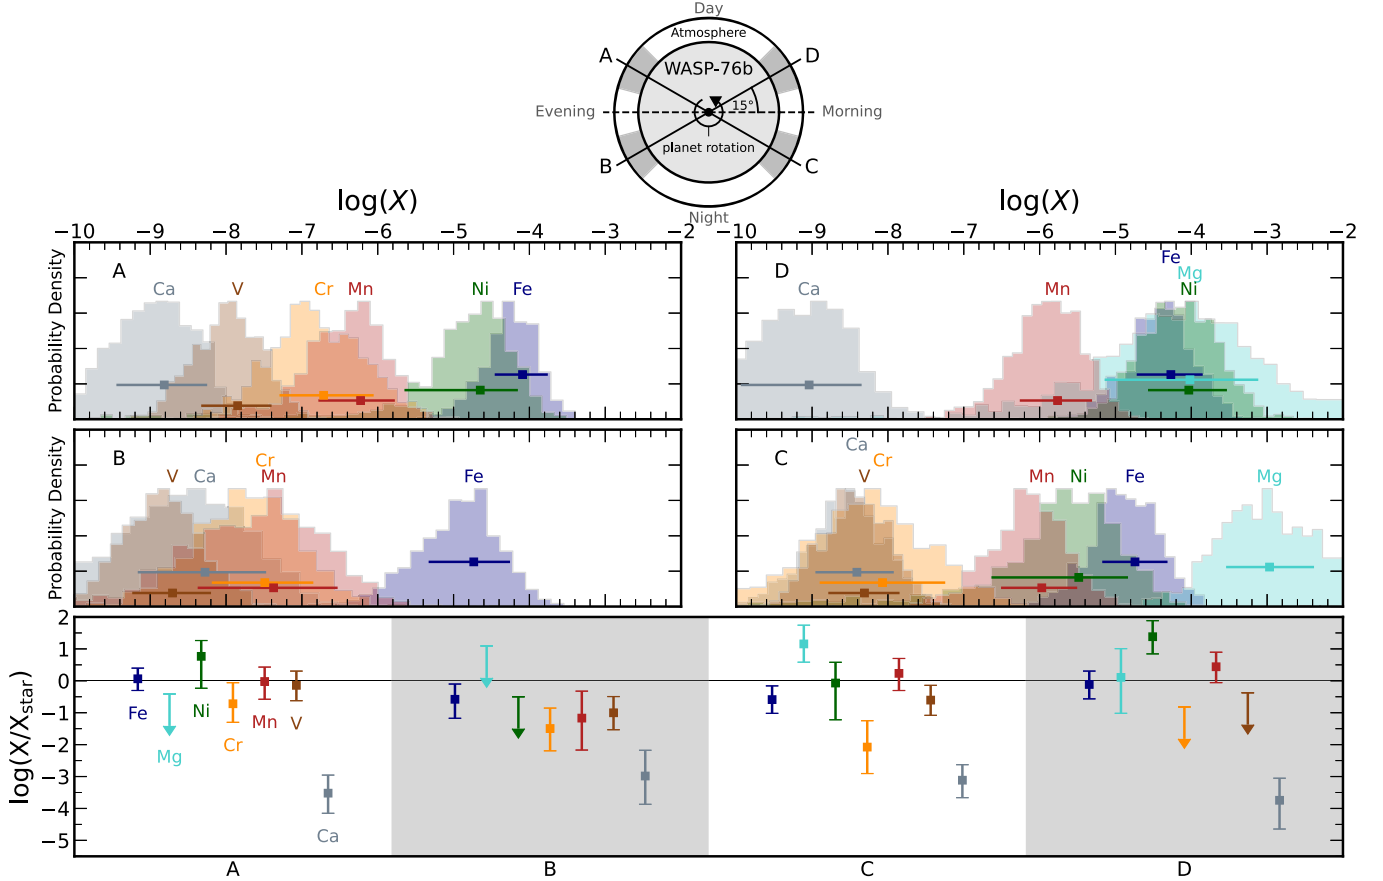 Day
Atmosphere
A
D
WASP-76b
15°
Evening
Morning
planet rotation
B
C
Night
log(X)
log(X)
−10 −9 −8 −7 −6 −5 −4 −3 −2
−10 −9 −8 −7 −6 −5 −4 −3 −2
Probability Density
A
Ca V Cr Mn Ni Fe
D
Fe
Mg
Ca Mn Ni
Probability Density
B
Cr
V Ca Mn Fe
C
Ca
Cr
V Mn Ni Fe Mg
log(X/X_star)
2
1
0
−1
−2
−3
−4
−5
Fe
Mg
Ni
Cr
Mn
V
Ca
A B C D